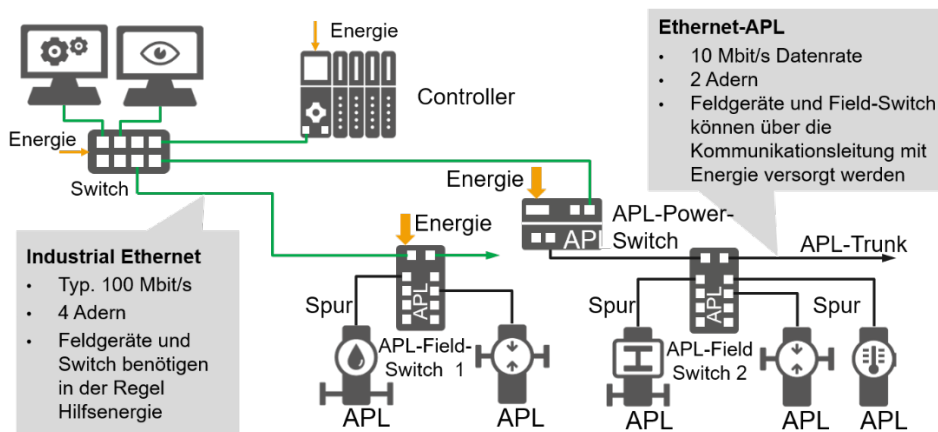 Energie
Controller
Energie
Switch
Ethernet-APL
• 10 Mbit/s Datenrate
• 2 Adern
• Feldgeräte und Field-Switch
können über die
Kommunikationsleitung mit
Energie versorgt werden
Industrial Ethernet
• Typ. 100 Mbit/s
• 4 Adern
• Feldgeräte und
Switch benötigen
in der Regel
Hilfsenergie
Energie
APL
Spur
APL-Field-
Switch 1
APL
APL
Energie
APL
APL-Power-
Switch
APL-Trunk
APL
Spur
Spur
APL-Field
Switch 2
APL
APL
APL